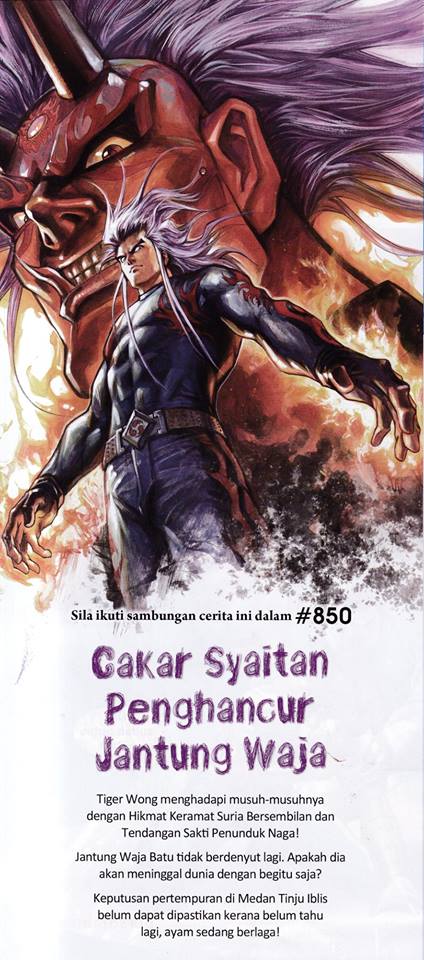 Sila ikuti sambungan cerita ini dalam #850
Cakar Syaitan
Penghancur
Jantung Waja
Tiger Wong menghadapi musuh-musuhnya
dengan Hikmat Keramat Suria Bersembilan dan
Tendangan Sakti Penunduk Naga!
Jantung Waja Batu tidak berdenyut lagi. Apakah dia
akan meninggal dunia dengan begitu saja?
Keputusan pertempuran di Medan Tinju Iblis
belum dapat dipastikan kerana belum tahu
lagi, ayam sedang berlaga!